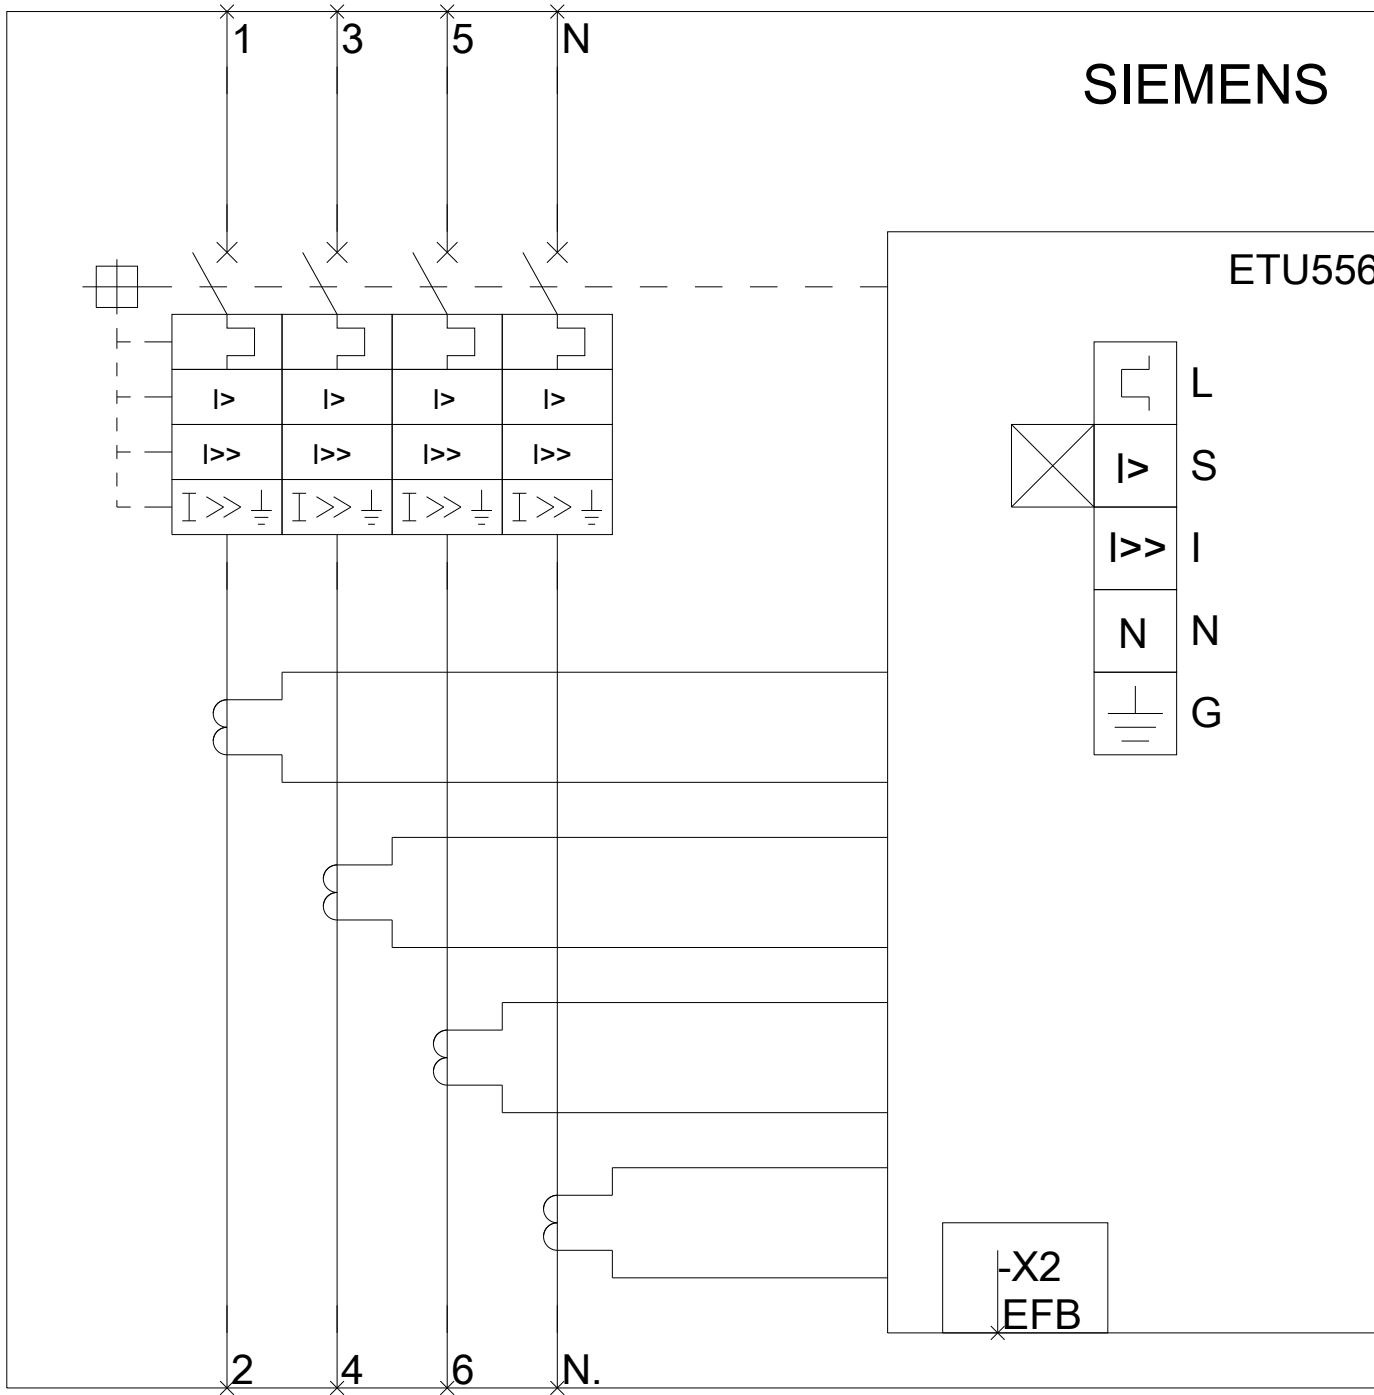 1 3 5 N
SIEMENS
ETU556
I> I> I> I>
I>> I>> I>> I>>
I >> I >> I >> I >>
L
I> S
I>> I
N N
G
-X2
EFB
2 4 6 N.